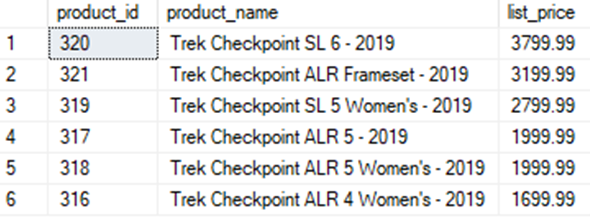 product_id product_name list_price
1 320 Trek Checkpoint SL 6 - 2019 3799.99
2 321 Trek Checkpoint ALR Frameset - 2019 3199.99
3 319 Trek Checkpoint SL 5 Women's - 2019 2799.99
4 317 Trek Checkpoint ALR 5 - 2019 1999.99
5 318 Trek Checkpoint ALR 5 Women's - 2019 1999.99
6 316 Trek Checkpoint ALR 4 Women's - 2019 1699.99